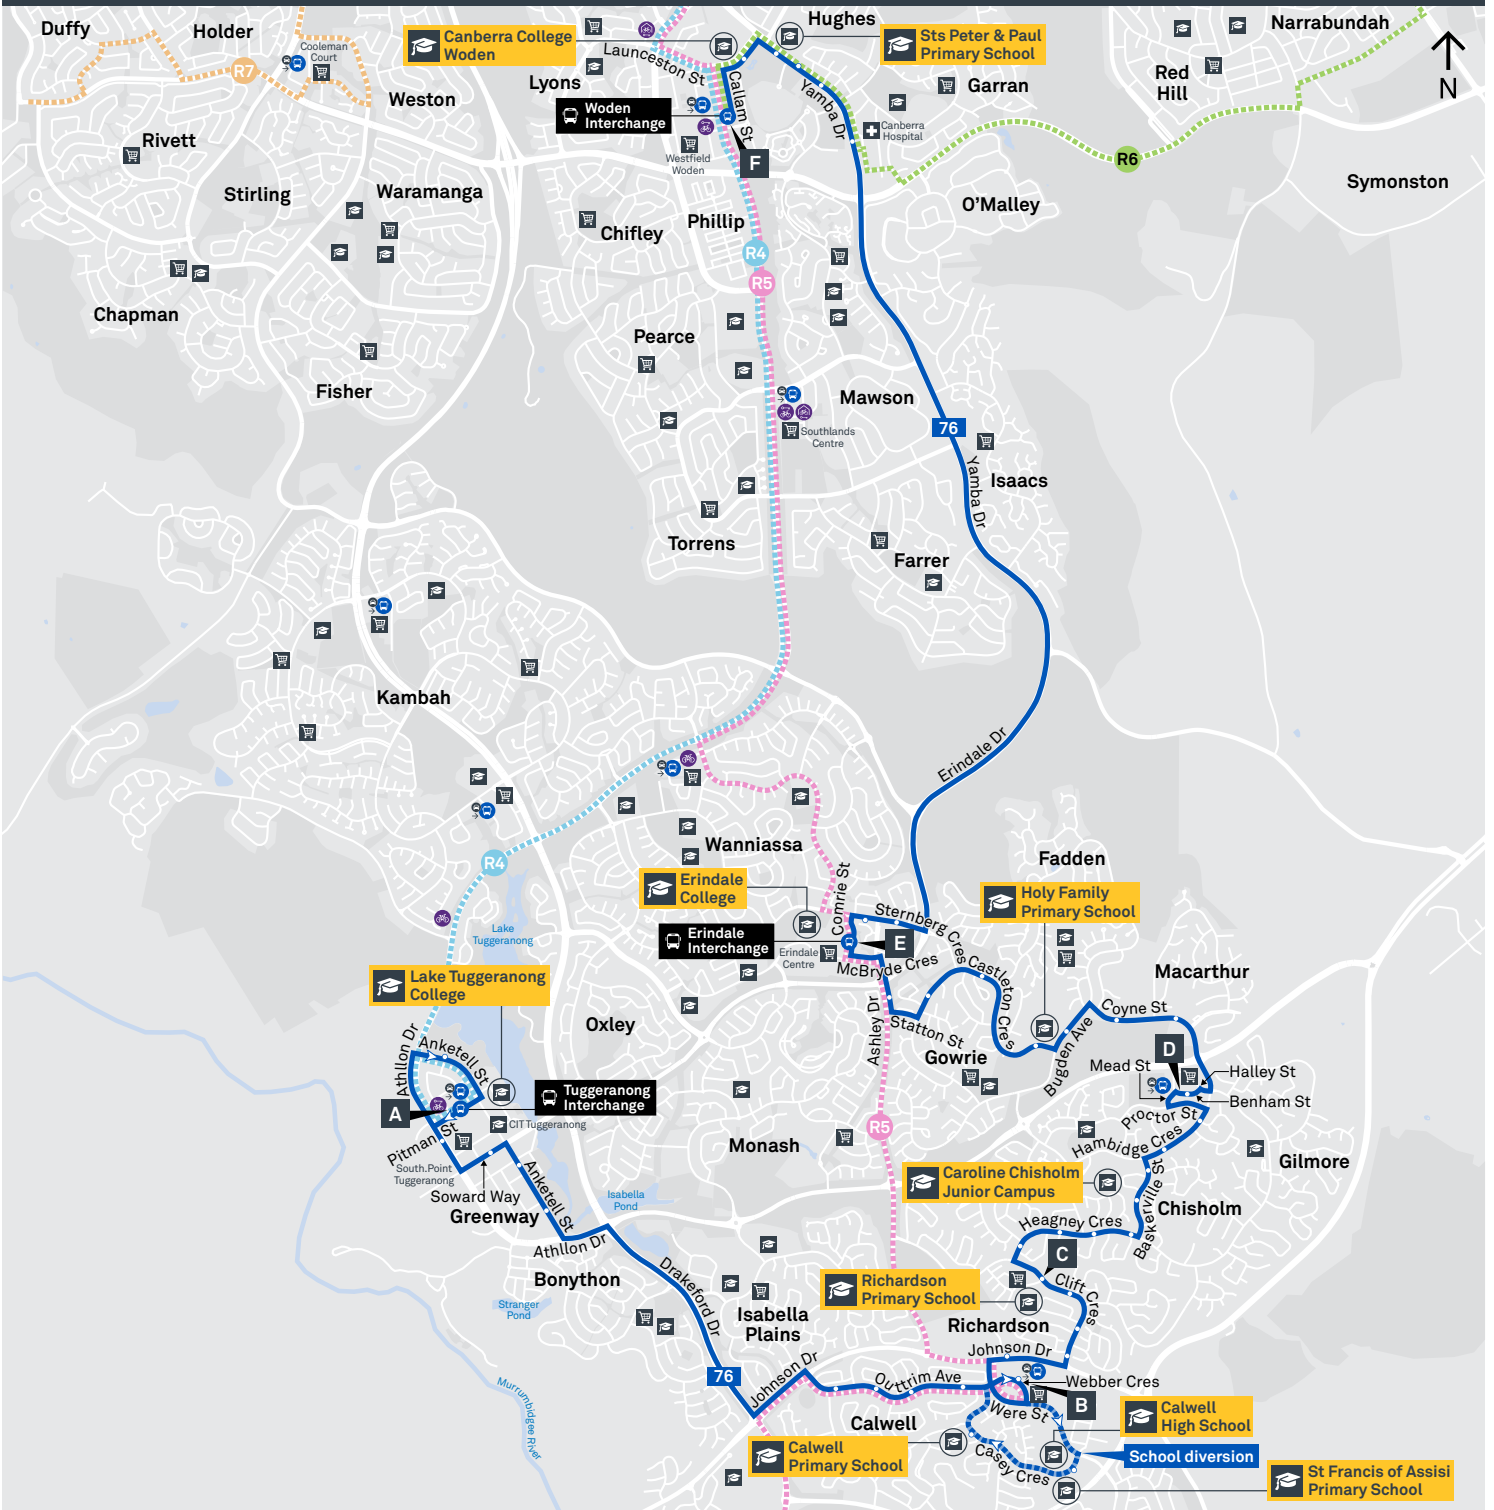 Duffy
Holder
Cooleman
Court
R7
Weston
Rivett
Stirling
Waramanga
Chapman
Fisher
Canberra College
Woden
Launceston St
Lyons
Woden
Interchange
Callam St
F
Westfield
Woden
Hughes
Sts Peter & Paul
Primary School
Yamba Dr
Garran
Canberra
Hospital
Narrabundah
Red
Hill
N
R6
Symonston
O'Malley
Chifley
Phillip
R4
R5
Pearce
Mawson
Southlands
Centre
76
Yamba Dr
Isaacs
Torrens
Farrer
Kambah
Erindale Dr
R4
Wanniassa
Fadden
Erindale
College
Comrie St
Sternberg Cres
Holy Family
Primary School
Erindale
Interchange
E
Erindale
Centre
McBryde Cres
Castleton Cres
Lake
Tuggeranong
Macarthur
Lake Tuggeranong
College
Ashley Dr
Statton St
Coyne St
Oxley
Gowrie
Bugden Ave
D
Mead St
Halley St
Benham St
Athllon Dr
Anketell St
Tuggeranong
Interchange
A
CIT Tuggeranong
Pitman St
Proctor St
Hambidge Cres
R5
Monash
Gilmore
South.Point
Tuggeranong
Caroline Chisholm
Junior Campus
Soward Way
Greenway
Anketell St
Isabella
Pond
Baskerville St
Chisholm
Heagney Cres
C
Athllon Dr
Bonython
Drakeford Dr
Richardson
Primary School
Clift Cres
Stranger
Pond
Isabella
Plains
Richardson
Johnson Dr
76
Johnson Dr
Outtrim Ave
Webber Cres
B
Murrumbidgee River
Were St
Calwell
Calwell
High School
Calwell
Primary School
Casey Cres
School diversion
St Francis of Assisi
Primary School